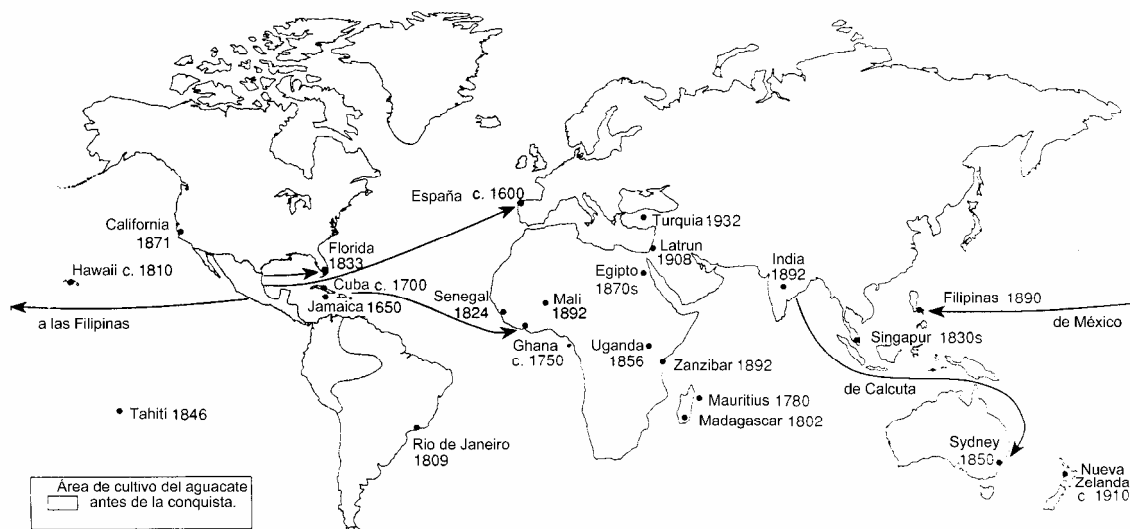 España c. 1600
California
1871
Hawaii c. 1810
Florida
1833
Cuba c. 1700
Jamaica 1650
a las Filipinas
Senegal
1824
Mali
1892
Ghana
c. 1750
Turquia 1932
Latrun
1908
Egipto
1870s
India
1892
Filipinas 1890
de México
Singapur 1830s
Uganda
1856
Zanzibar 1892
de Calcuta
Mauritius 1780
Madagascar 1802
Tahiti 1846
Rio de Janeiro
1809
Sydney
1850
Nueva
Zelanda
c 1910
Área de cultivo del aguacate
antes de la conquista.